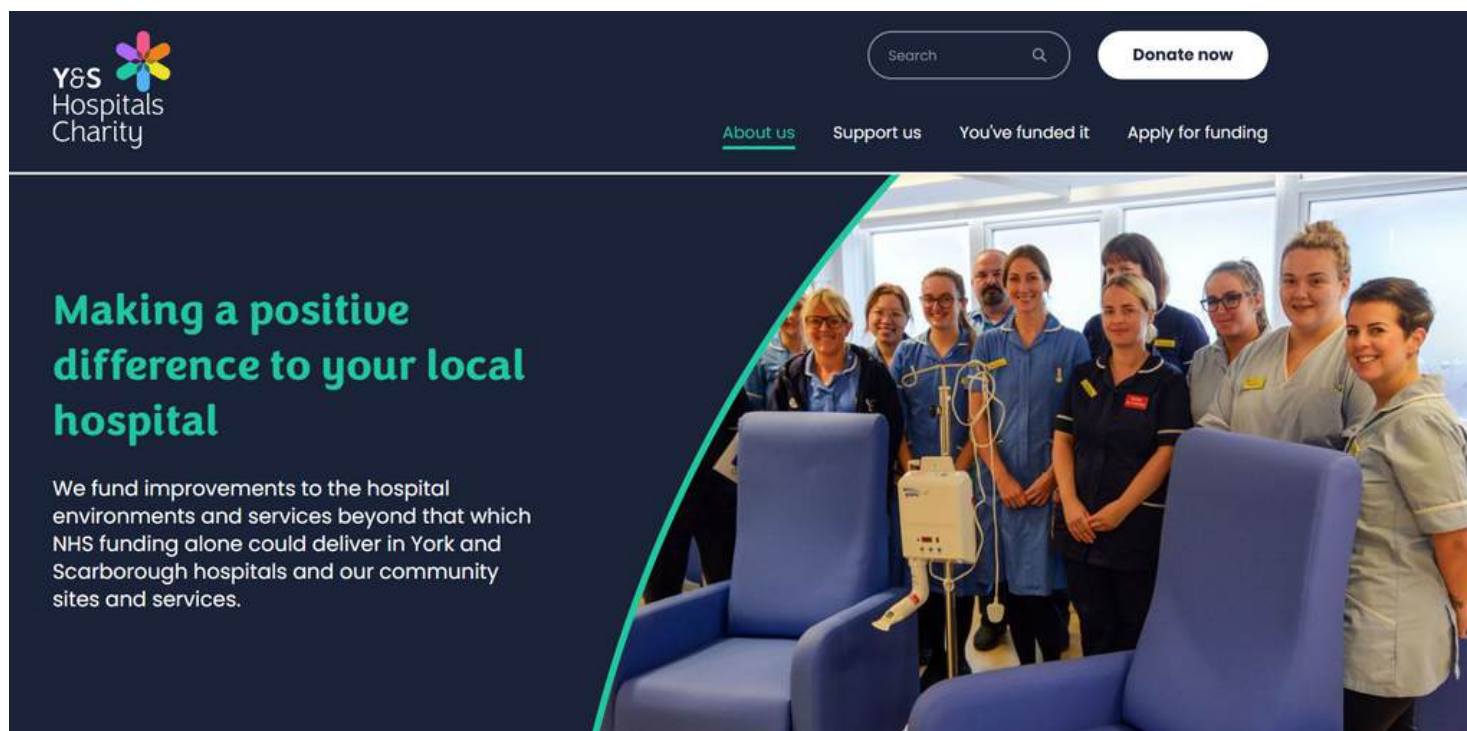 Y&S
Hospitals
Charity
Search
Donate now
About us
Support us
You've funded it
Apply for funding
Making a positive
difference to your local
hospital
We fund improvements to the hospital
environments and services beyond that which
NHS funding alone could deliver in York and
Scarborough hospitals and our community
sites and services.